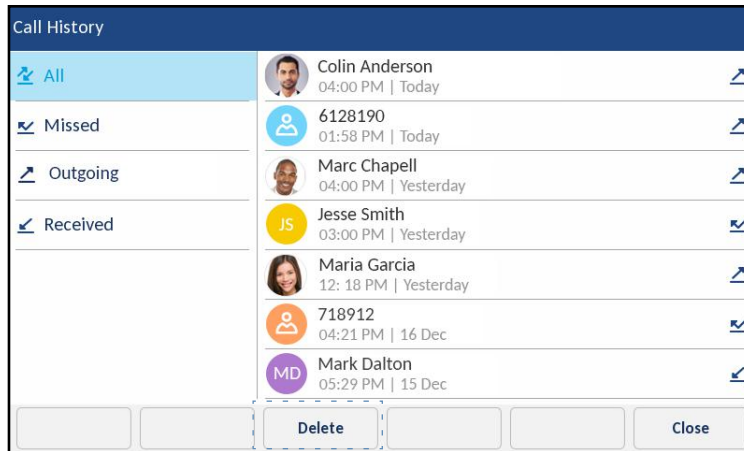 Call History
All
Missed
Outgoing
Received
Colin Anderson
04:00 PM | Today
6128190
01:58 PM | Today
Marc Chapell
04:00 PM | Yesterday
JS
Jesse Smith
03:00 PM | Yesterday
Maria Garcia
12: 18 PM | Yesterday
718912
04:21 PM | 16 Dec
MD
Mark Dalton
05:29 PM | 15 Dec
Delete
Close